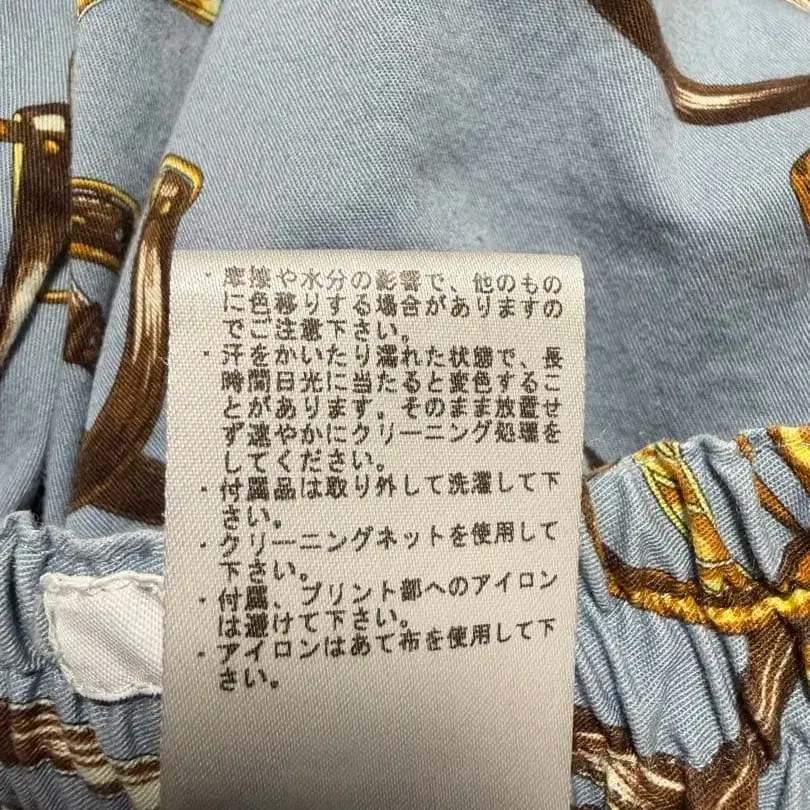 ・摩擦や水分の影響で、他のもの
に色移りする場合がありますの
でご注意下さい。
・汗をかいたり濡れた状態で、長
時間日光に当たると変色するこ
とがあります。そのまま放置せ
ず速やかにクリーニング処理を
してください。
・付属品は取り外して洗濯して下
さい。
・クリーニングネットを使用して
下さい。
・付属、プリント部へのアイロン
は避けて下さい。
・アイロンはあて布を使用して下
さい。